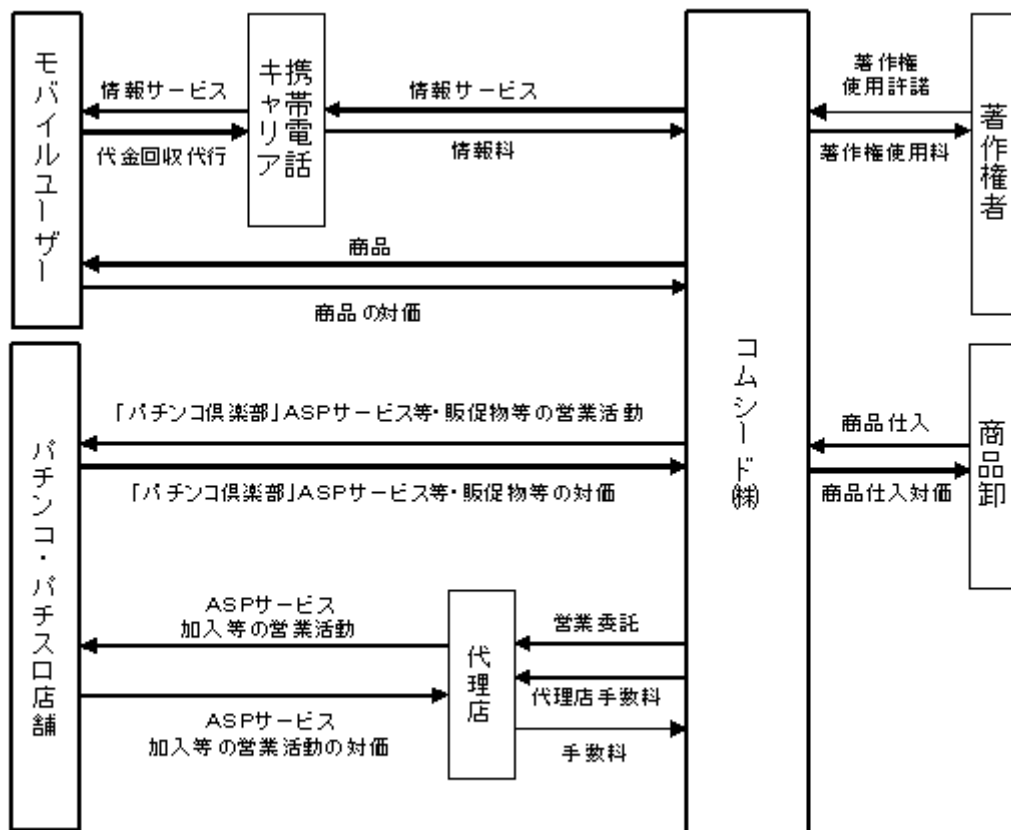 モバイルユーザー
携帯電話
キャリア
情報サービス
代金回収代行
情報サービス
情報料
商品
商品の対価
コムシード㈱
著作権
使用許諾
著作権使用料
著作権者
パチンコ・パチスロ店舗
「パチンコ倶楽部」ASPサービス等・販促物等の営業活動
「パチンコ倶楽部」ASPサービス等・販促物等の対価
商品仕入
商品仕入対価
商品卸
ASPサービス
加入等の営業活動
ASPサービス
加入等の営業活動の対価
代理店
営業委託
代理店手数料
手数料